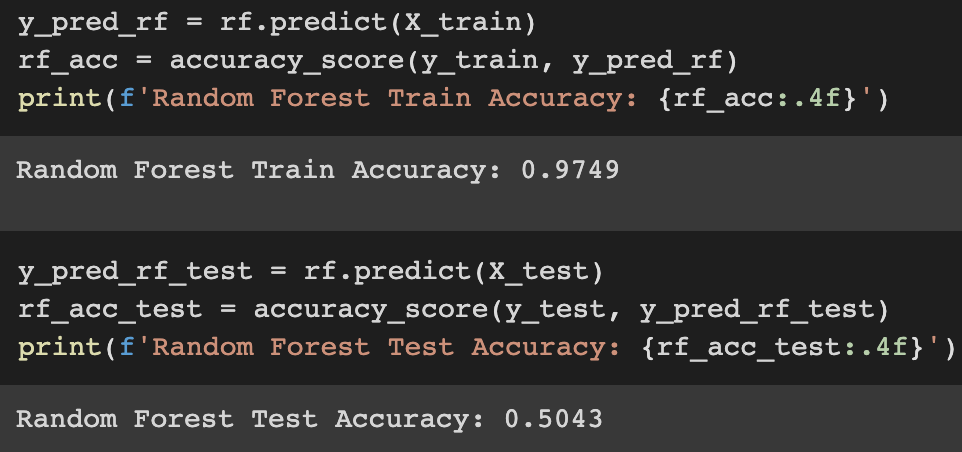 y_pred_rf = rf.predict(X_train)
rf_acc = accuracy_score(y_train, y_pred_rf)
print(f'Random Forest Train Accuracy: {rf_acc:.4f}')
Random Forest Train Accuracy: 0.9749
y_pred_rf_test = rf.predict(X_test)
rf_acc_test = accuracy_score(y_test, y_pred_rf_test)
print(f'Random Forest Test Accuracy: {rf_acc_test:.4f}')
Random Forest Test Accuracy: 0.5043